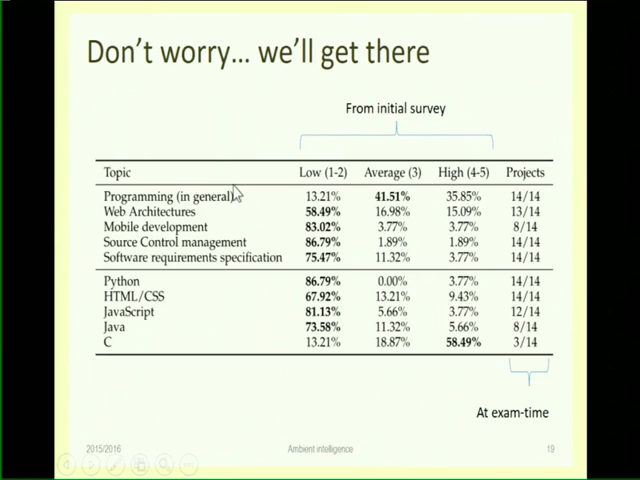 Don't worry... we'll get there
From initial survey
Topic Low (1-2) Average (3) High (4-5) Projects
Programming (in general) 13.21% 41.51% 35.85% 14/14
Web Architectures 58.49% 16.98% 15.09% 13/14
Mobile development 83.02% 3.77% 3.77% 8/14
Source Control management 86.79% 1.89% 1.89% 14/14
Software requirements specification 75.47% 11.32% 3.77% 14/14
Python 86.79% 0.00% 3.77% 14/14
HTML/CSS 67.92% 13.21% 9.43% 14/14
JavaScript 81.13% 5.66% 3.77% 12/14
Java 73.58% 11.32% 5.66% 8/14
C 13.21% 18.87% 58.49% 3/14
At exam-time
2015/2016 Ambient intelligence 19